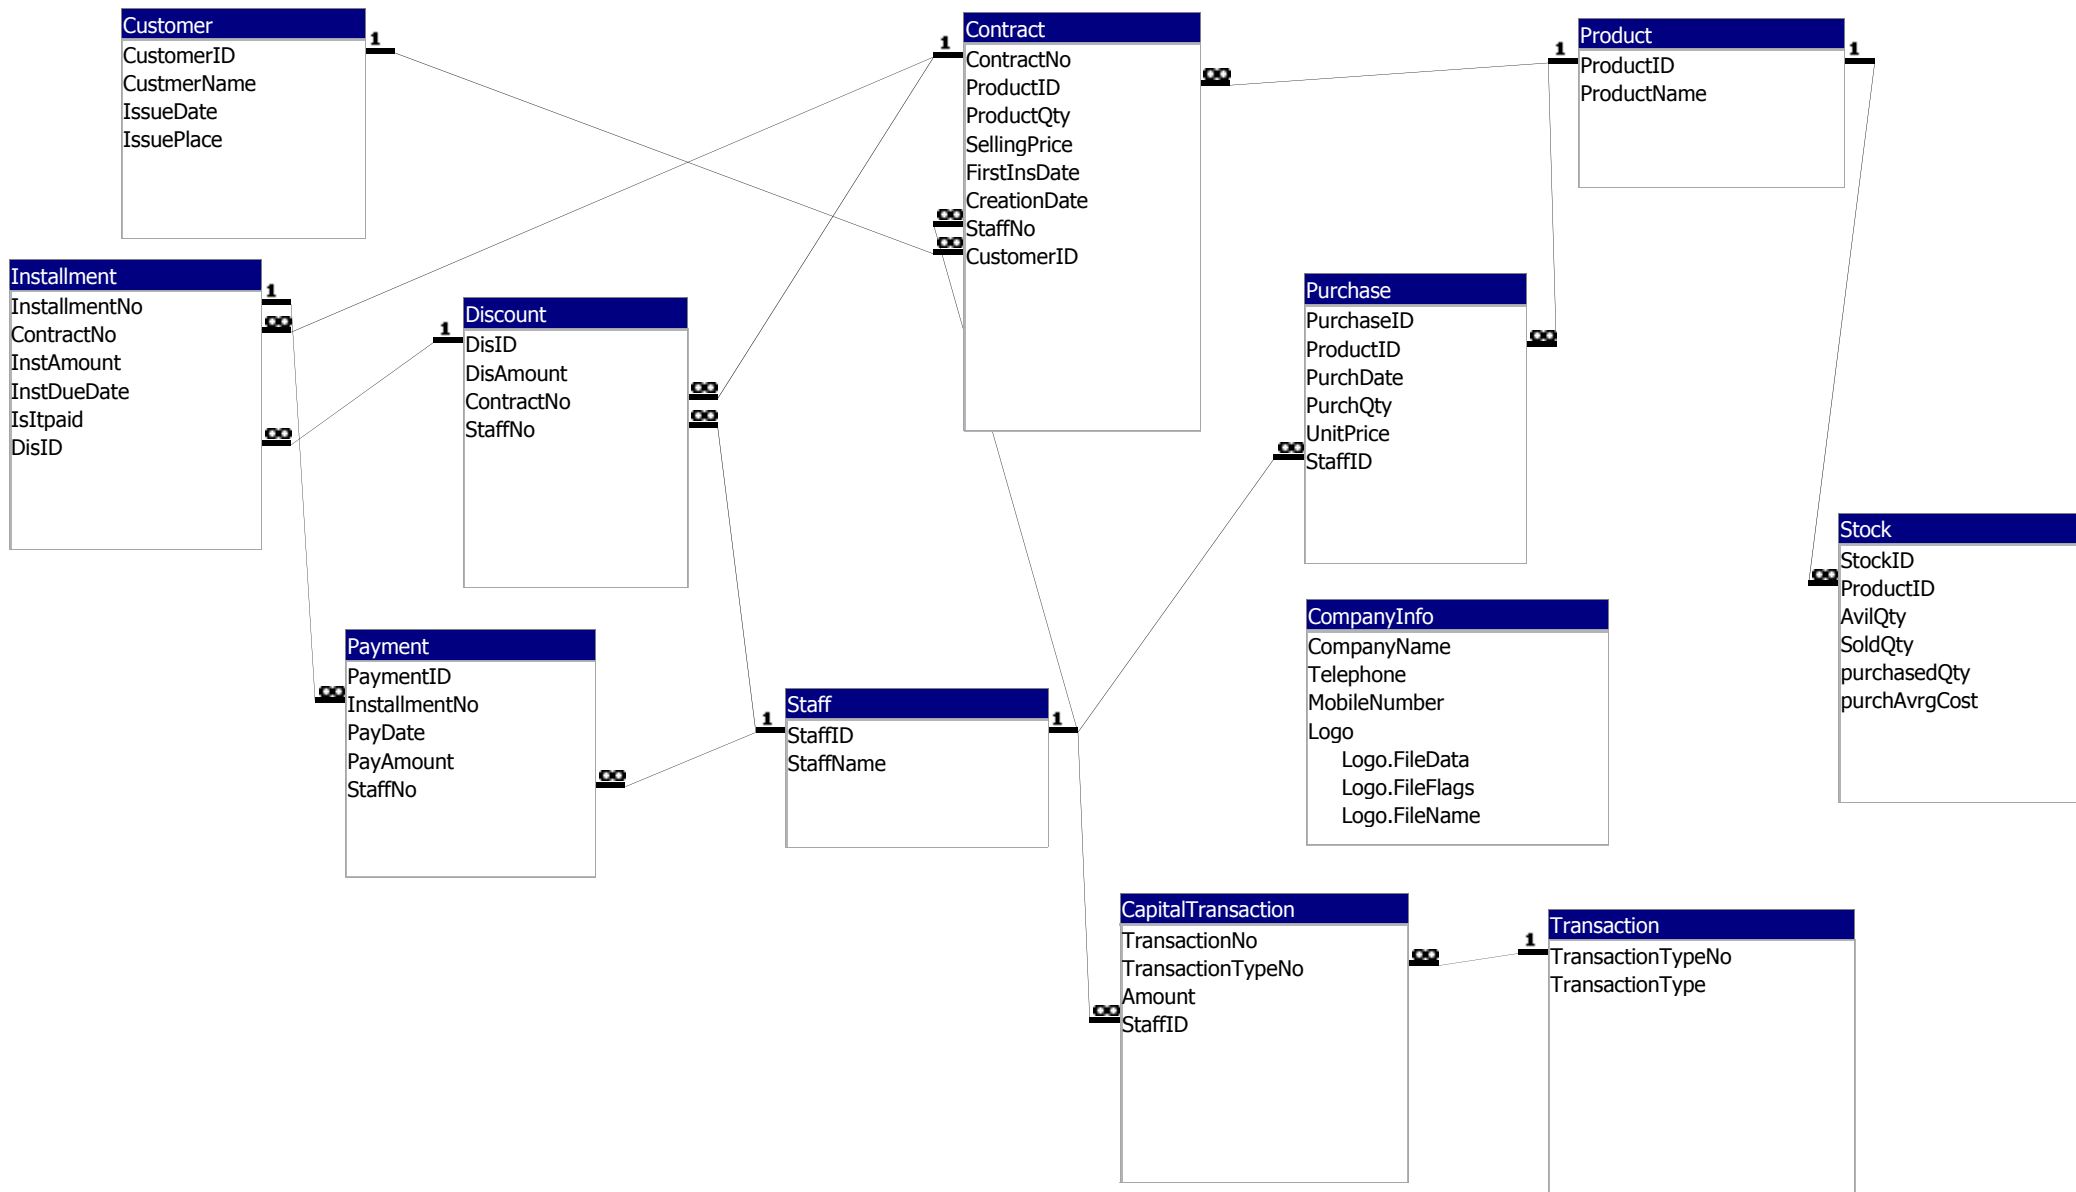 Customer
CustomerID
CustmerName
IssueDate
IssuePlace
1
1
Contract
ContractNo
ProductID
ProductQty
SellingPrice
FirstInsDate
CreationDate
StaffNo
CustomerID
∞
∞
∞
1
Product
ProductID
ProductName
1
Installment
InstallmentNo
ContractNo
InstAmount
InstDueDate
IsItpaid
DisID
1
∞
∞
1
Discount
DisID
DisAmount
ContractNo
StaffNo
∞
∞
Purchase
PurchaseID
ProductID
PurchDate
PurchQty
UnitPrice
StaffID
∞
∞
Stock
StockID
ProductID
AvilQty
SoldQty
purchasedQty
purchAvrgCost
∞
CompanyInfo
CompanyName
Telephone
MobileNumber
Logo
Logo.FileData
Logo.FileFlags
Logo.FileName
Payment
PaymentID
InstallmentNo
PayDate
PayAmount
StaffNo
∞
∞
1
Staff
StaffID
StaffName
1
CapitalTransaction
TransactionNo
TransactionTypeNo
Amount
StaffID
∞
∞
1
Transaction
TransactionTypeNo
TransactionType